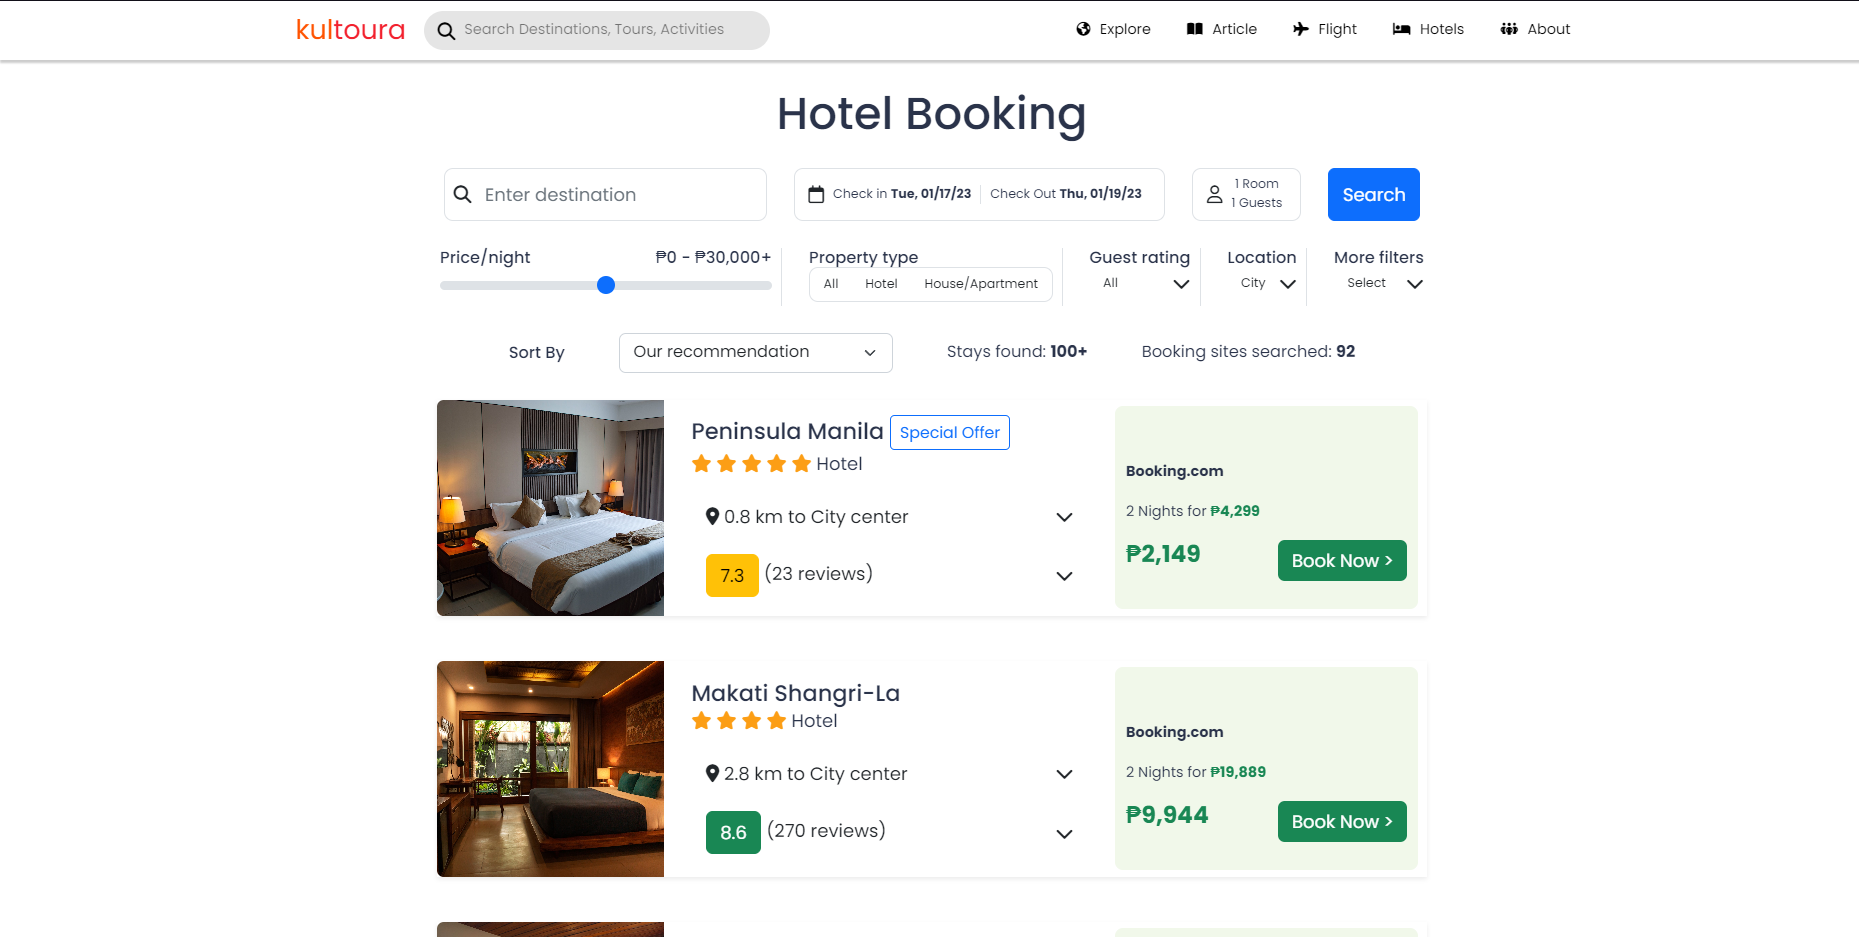 kultoura
Search Destinations, Tours, Activities
Explore
Article
Flight
Hotels
About
Hotel Booking
Enter destination
Check in Tue, 01/17/23
Check Out Thu, 01/19/23
1 Room
1 Guests
Search
Price/night
₱0 - ₱30,000+
Property type
All
Hotel
House/Apartment
Guest rating
All
Location
City
More filters
Select
Sort By
Our recommendation
Stays found: 100+
Booking sites searched: 92
Peninsula Manila
Special Offer
Hotel
0.8 km to City center
7.3 (23 reviews)
Booking.com
2 Nights for ₱4,299
₱2,149
Book Now >
Makati Shangri-La
Hotel
2.8 km to City center
8.6 (270 reviews)
Booking.com
2 Nights for ₱19,889
₱9,944
Book Now >